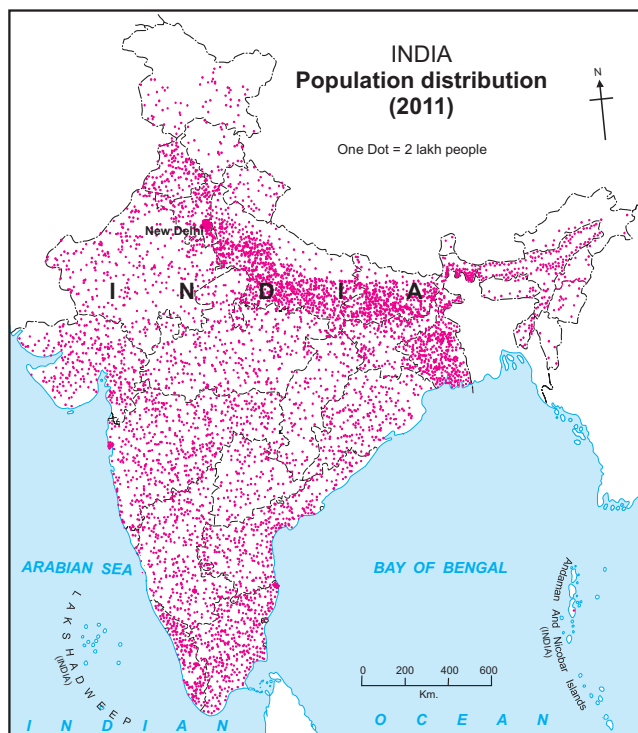 INDIA
Population distribution
(2011)
N
One Dot = 2 lakh people
New Delhi
I N D I A
ARABIAN SEA
BAY OF BENGAL
LAKSHADWEEP
(INDIA)
Andaman And Nicobar Islands
(INDIA)
0 200 400 600
Km.
I N D I A N
O C E A N